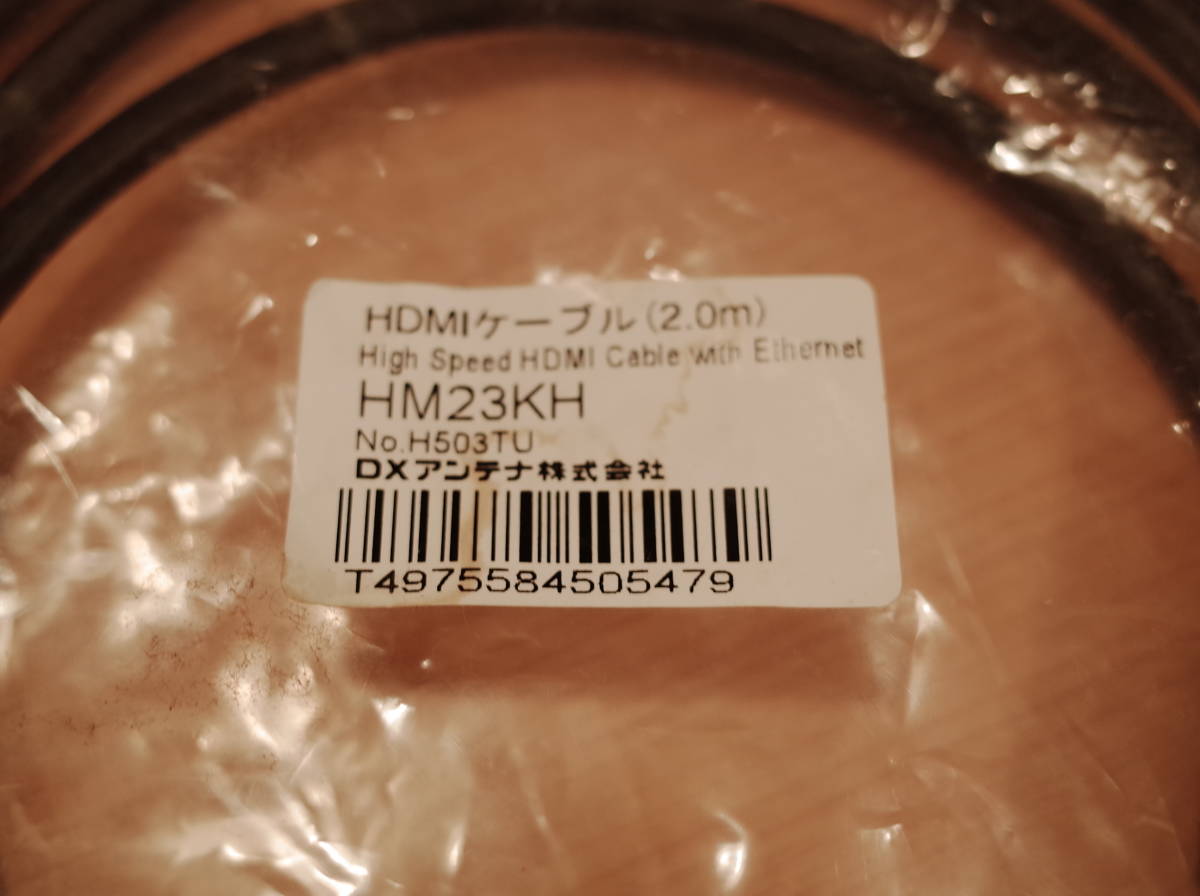 HDMIケーブル(2.0m)
High Speed HDMI Cable with Ethernet
HM23KH
No.H503TU
DXアンテナ株式会社
T4975584505479